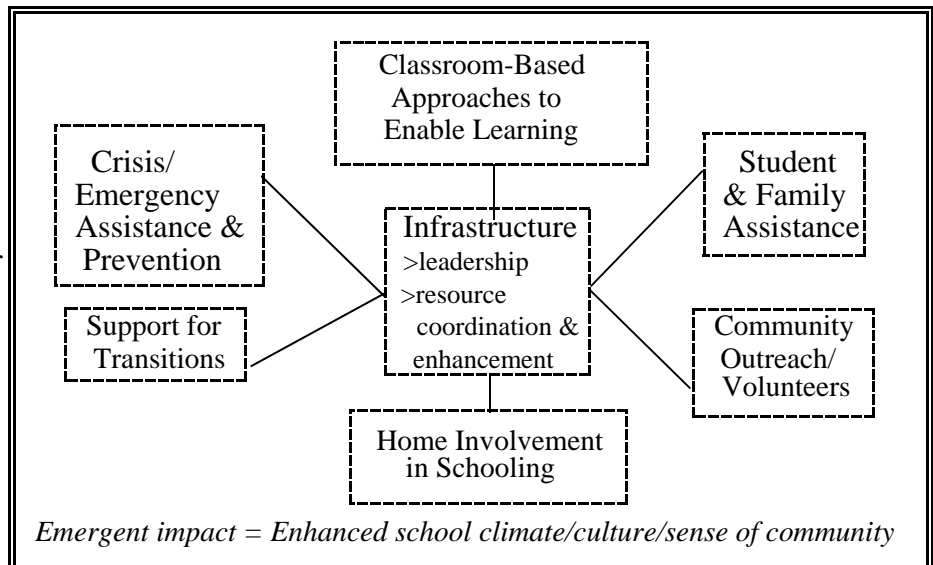 Classroom-Based
Approaches to
Enable Learning
Crisis/
Emergency
Assistance &
Prevention
Student
& Family
Assistance
Infrastructure
>leadership
>resource
coordination &
enhancement
Support for
Transitions
Community
Outreach/
Volunteers
Home Involvement
in Schooling
Emergent impact = Enhanced school climate/culture/sense of community